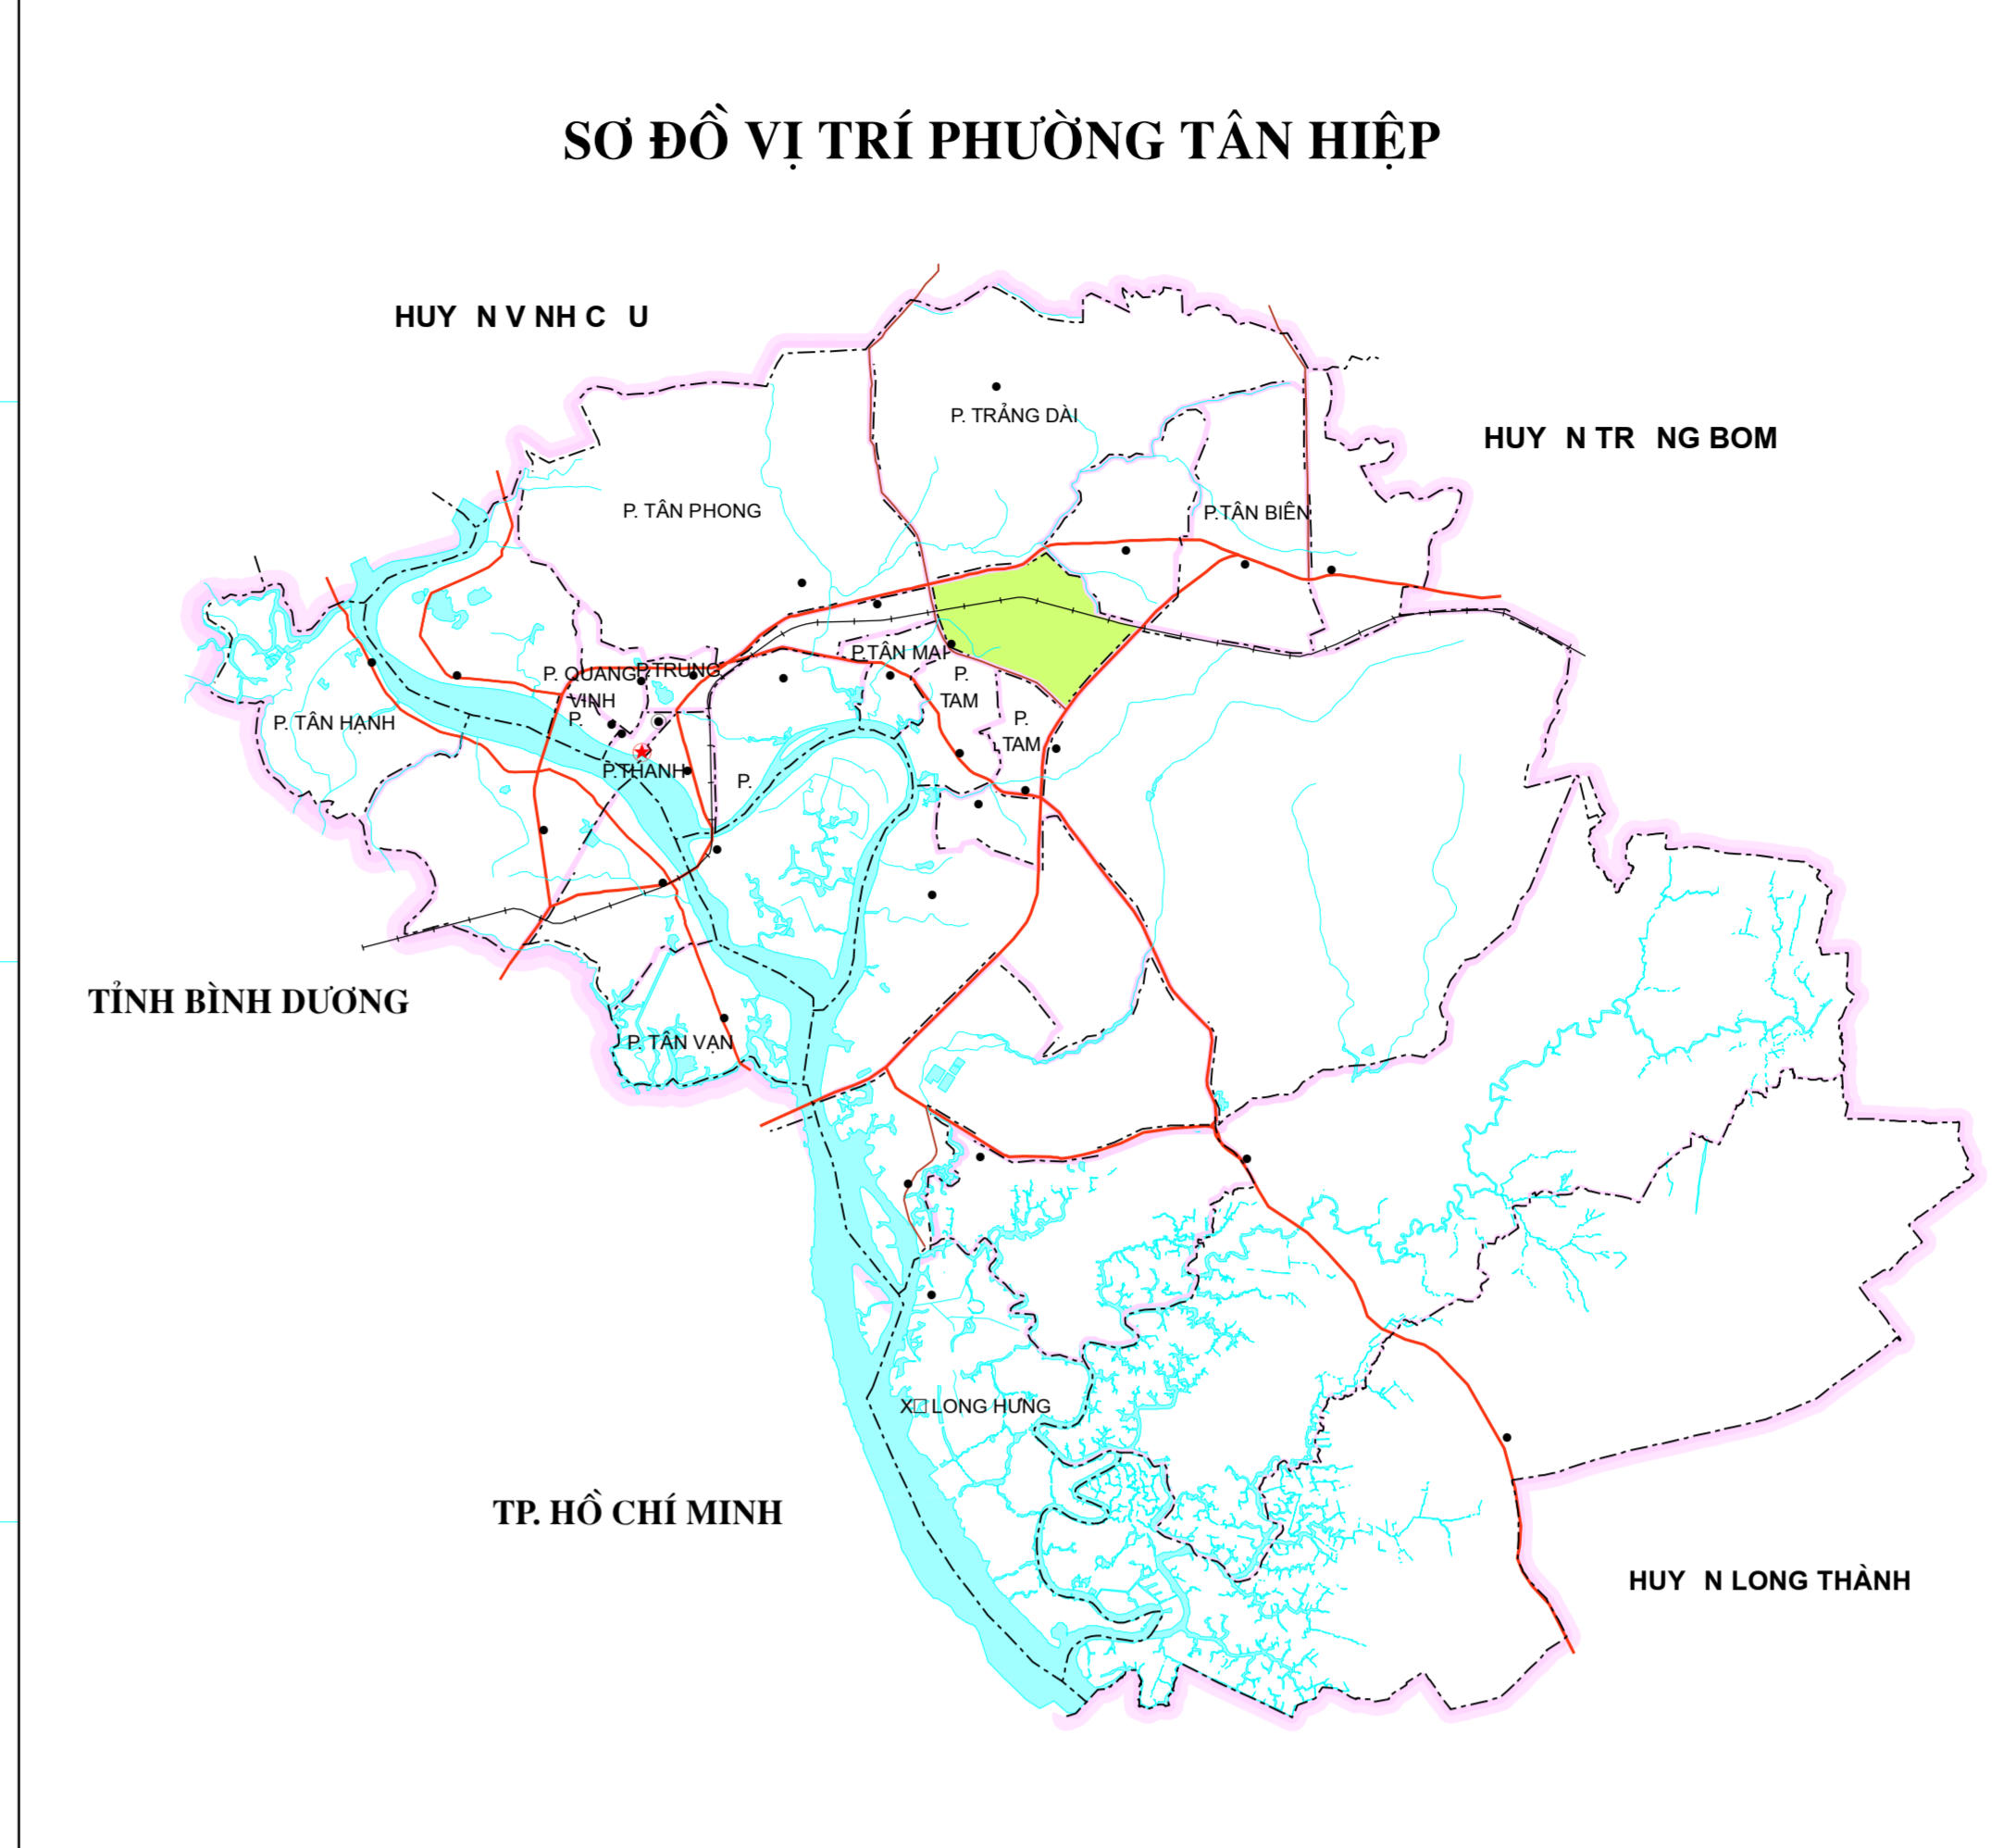 SƠ ĐỒ VỊ TRÍ PHƯỜNG TÂN HIỆP
HUY N V NH C U
P. TRẢNG DÀI
HUY N TR NG BOM
P. TÂN PHONG
P.TÂN BIÊN
P.TÂN MAI
P. QUANG
P.TRUNG
VINH
P.
P.
TAM
P.
TAM
P. TÂN HẠNH
P.THANH
P.
TỈNH BÌNH DƯƠNG
P. TÂN VẠN
X□ LONG HƯNG
TP. HỒ CHÍ MINH
HUY N LONG THÀNH